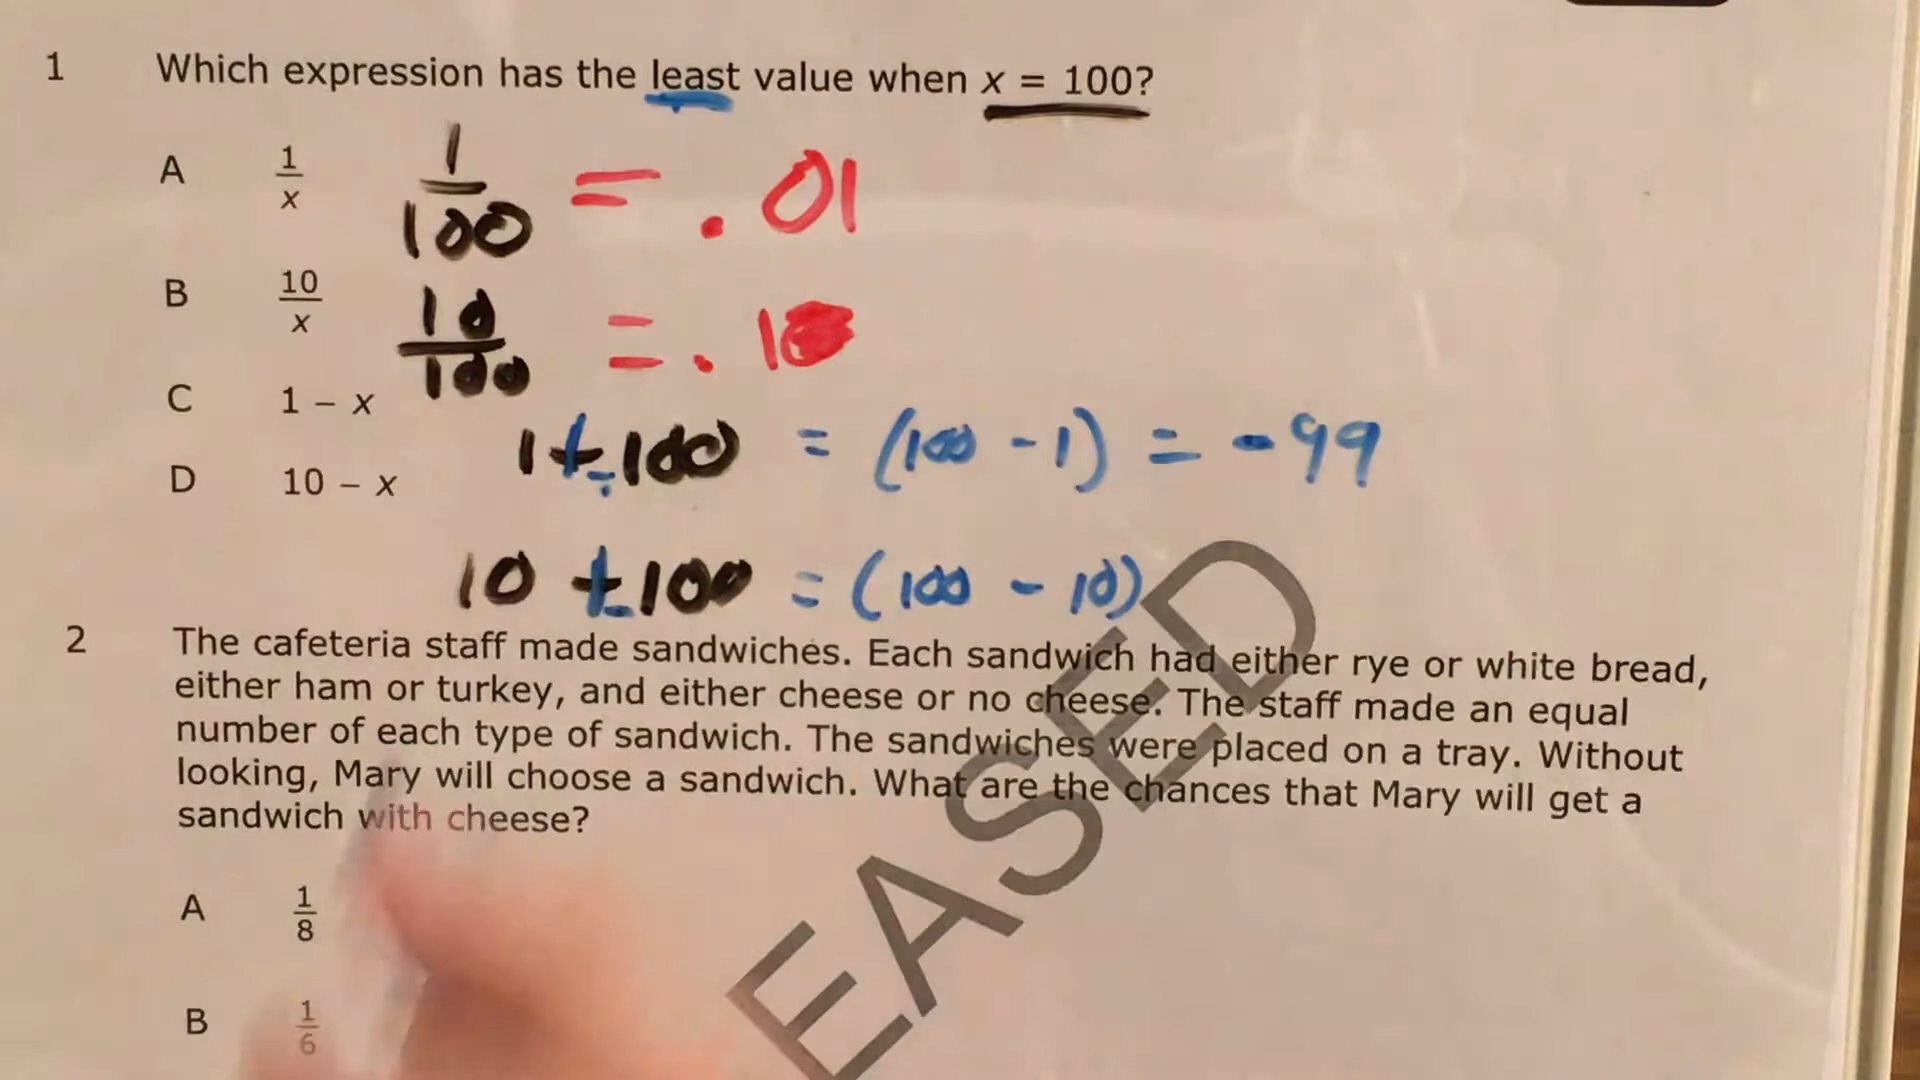 1 Which expression has the least value when x = 100?
A 1/x 1/100 = .01
B 10/x 10/100 = .10
C 1 – x 1+-100 = (100 - 1) = -99
D 10 – x
10 +-100 = (100 - 10)
2 The cafeteria staff made sandwiches. Each sandwich had either rye or white bread,
either ham or turkey, and either cheese or no cheese. The staff made an equal
number of each type of sandwich. The sandwiches were placed on a tray. Without
looking, Mary will choose a sandwich. What are the chances that Mary will get a
sandwich with cheese?
A 1/8
B 1/6
EASED